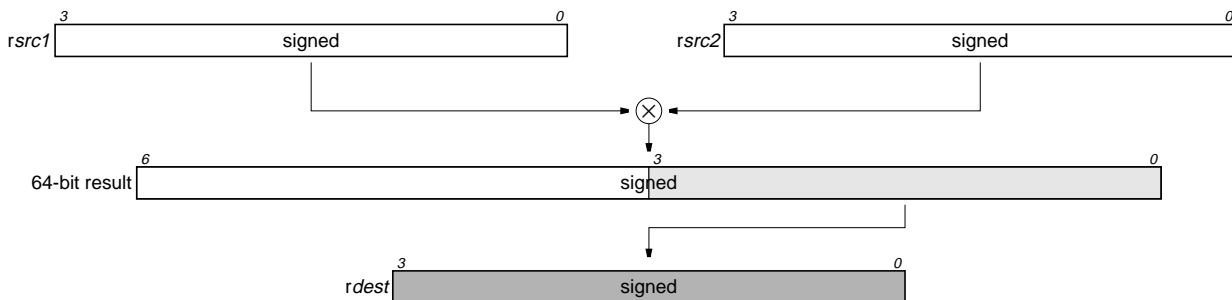 3 0 3 0
rsrc1 signed rsrc2 signed
6 3 0
64-bit result signed
3 0
rdest signed